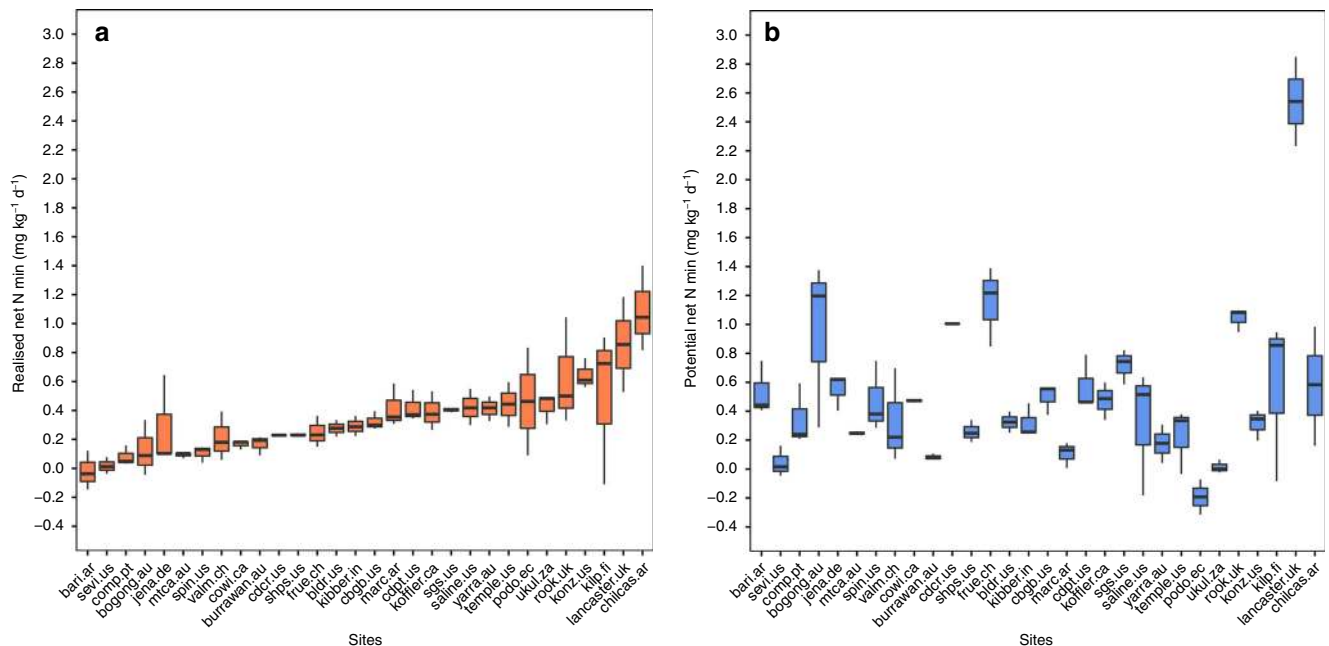 a
3.0
2.8
2.6
2.4
2.2
2.0
1.8
1.6
1.4
1.2
1.0
0.8
0.6
0.4
0.2
0.0
−0.2
−0.4
Realised net N min (mg kg⁻¹ d⁻¹)
bari.ar
sevi.us
comp.pt
bogong.au
jena.de
mtca.au
spin.us
valm.ch
cowi.ca
burrawan.au
cdcr.us
shps.us
frue.ch
bldr.us
kibber.in
cbgb.us
marc.ar
cdpt.us
koffler.ca
sgs.us
saline.us
yarra.au
temple.us
podo.ec
ukul.za
rook.uk
konz.us
kilp.fi
lancaster.uk
chilcas.ar
Sites
b
3.0
2.8
2.6
2.4
2.2
2.0
1.8
1.6
1.4
1.2
1.0
0.8
0.6
0.4
0.2
0.0
−0.2
−0.4
Potential net N min (mg kg⁻¹ d⁻¹)
bari.ar
sevi.us
comp.pt
bogong.au
jena.de
mtca.au
spin.us
valm.ch
cowi.ca
burrawan.au
cdcr.us
shps.us
frue.ch
bldr.us
kibber.in
cbgb.us
marc.ar
cdpt.us
koffler.ca
sgs.us
saline.us
yarra.au
temple.us
podo.ec
ukul.za
rook.uk
konz.us
kilp.fi
lancaster.uk
chilcas.ar
Sites